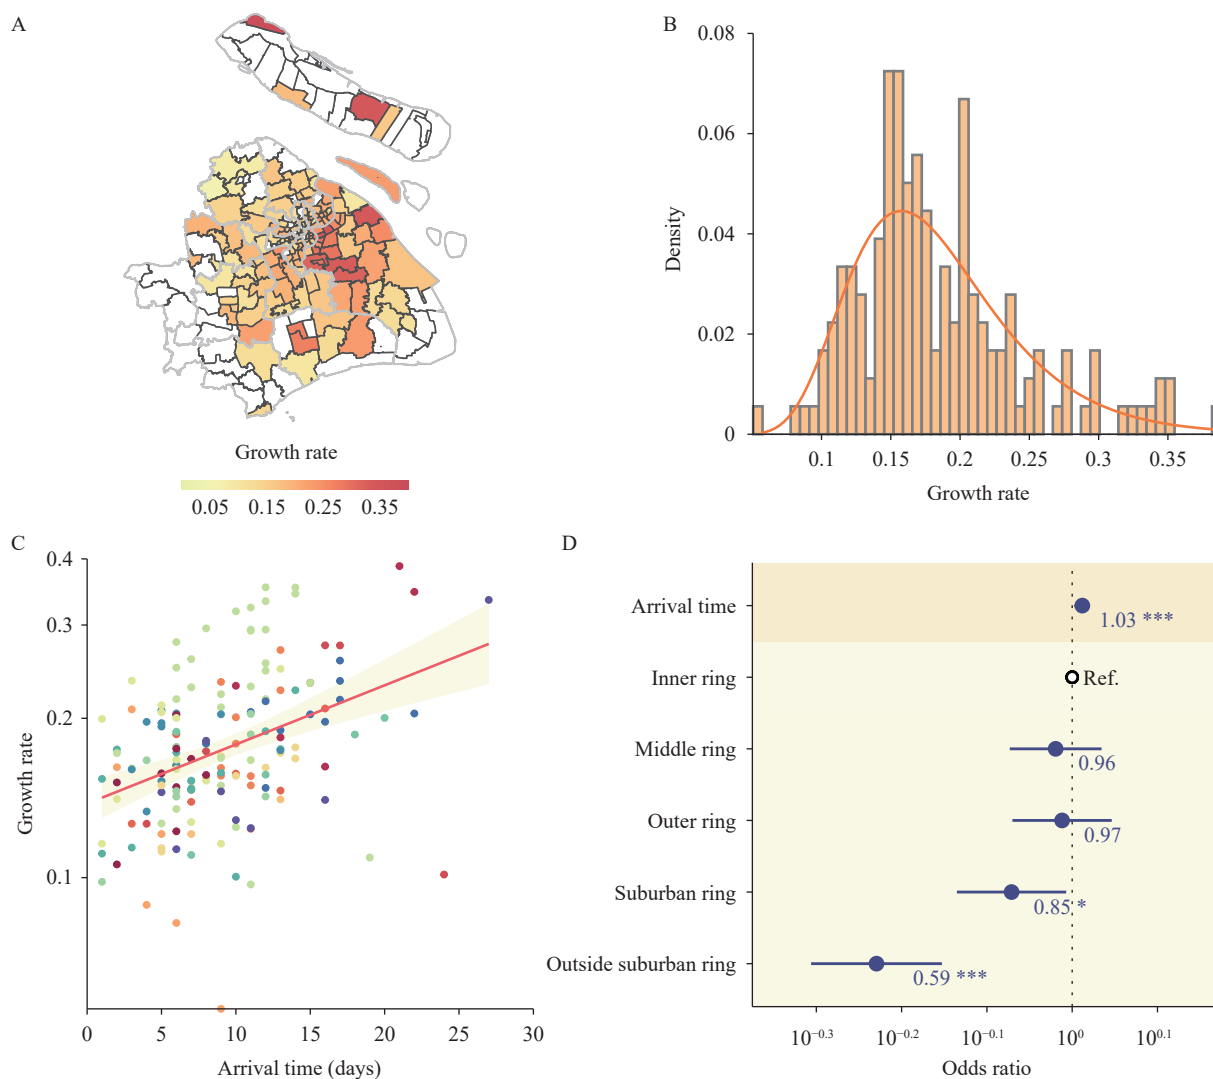 A
Growth rate
0.05 0.15 0.25 0.35
B
0.08
0.06
0.04
0.02
0
Density
0.1 0.15 0.2 0.25 0.3 0.35
Growth rate
C
0.4
0.3
0.2
0.1
Growth rate
0 5 10 15 20 25 30
Arrival time (days)
D
Arrival time
1.03 ***
Inner ring
Ref.
Middle ring
0.96
Outer ring
0.97
Suburban ring
0.85 *
Outside suburban ring
0.59 ***
10⁻⁰·³ 10⁻⁰·² 10⁻⁰·¹ 10⁰ 10⁰·¹
Odds ratio